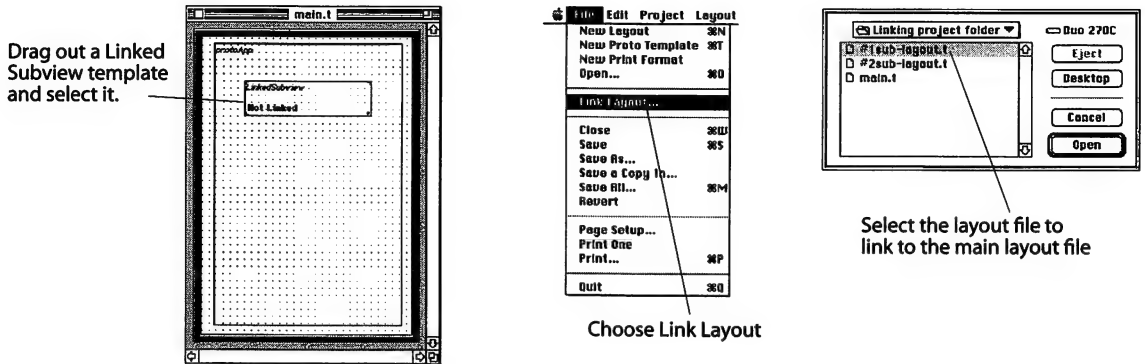 Drag out a Linked
Subview template
and select it.
main.t
protoApp
LinkedSubview
Not Linked
File Edit Project Layout
New Layout ⌘N
New Proto Template ⌘T
New Print Format
Open... ⌘O
Link Layout...
Close ⌘W
Save ⌘S
Save As...
Save a Copy In...
Save All... ⌘M
Revert
Page Setup...
Print One
Print... ⌘P
Quit ⌘Q
Choose Link Layout
Linking project folder
#1sub-layout.t
#2sub-layout.t
main.t
Duo 270C
Eject
Desktop
Cancel
Open
Select the layout file to
link to the main layout file